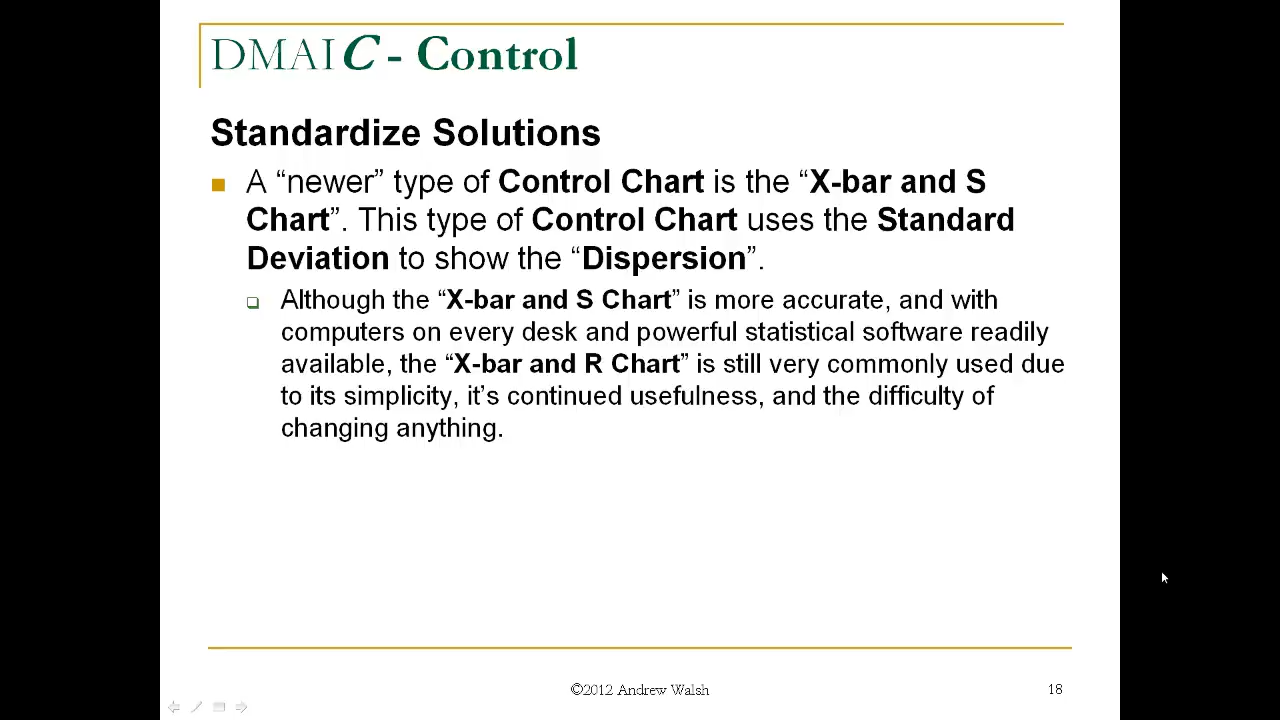 DMAIC - Control
Standardize Solutions
A “newer” type of Control Chart is the “X-bar and S
Chart”. This type of Control Chart uses the Standard
Deviation to show the “Dispersion”.
Although the “X-bar and S Chart” is more accurate, and with
computers on every desk and powerful statistical software readily
available, the “X-bar and R Chart” is still very commonly used due
to its simplicity, it’s continued usefulness, and the difficulty of
changing anything.
©2012 Andrew Walsh
18